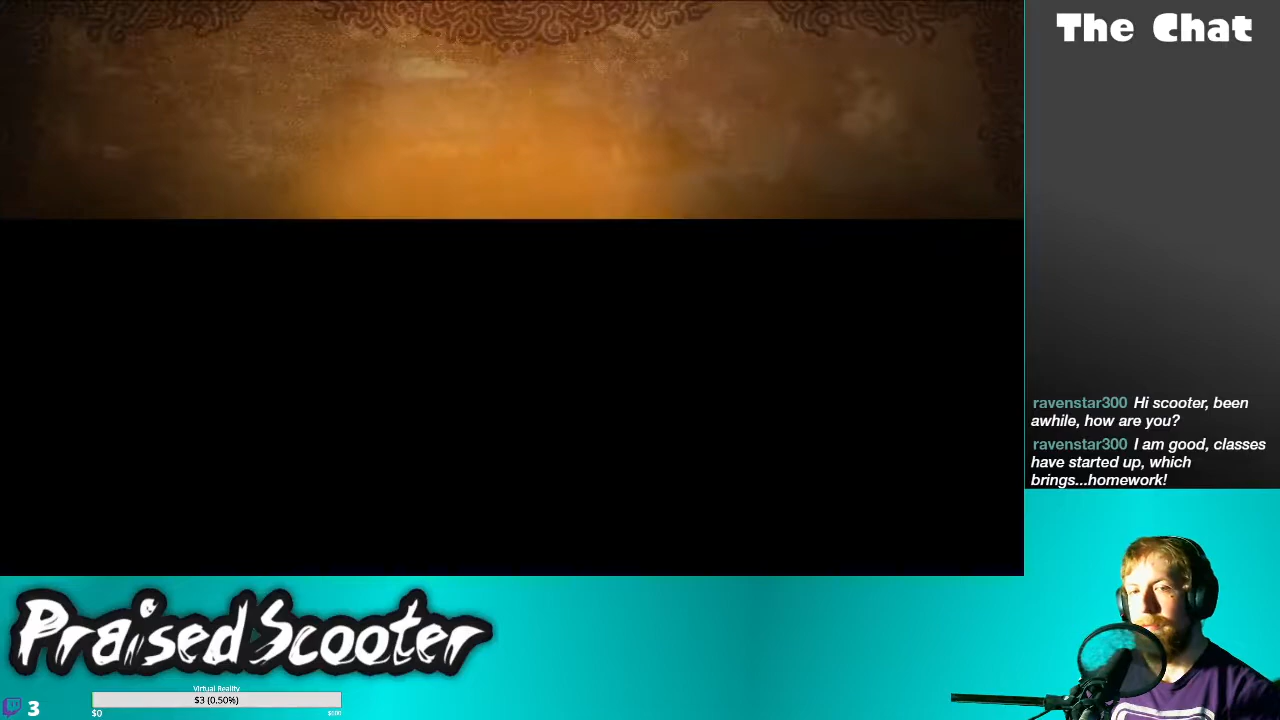 The Chat
ravenstar300 Hi scooter, been
awhile, how are you?
ravenstar300 I am good, classes
have started up, which
brings...homework!
PraisedScooter
Virtual Reality
$3 (0.50%)
3
$0
$600